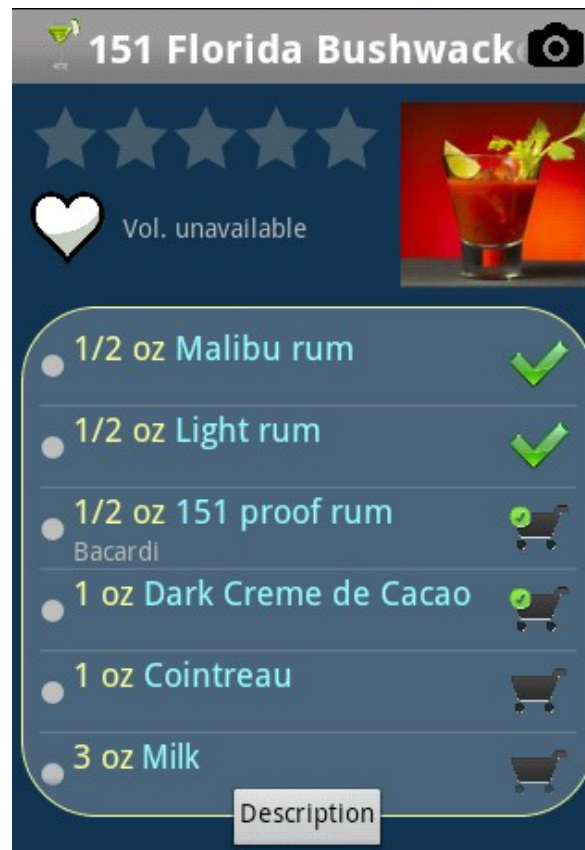 151 Florida Bushwack
Vol. unavailable
1/2 oz Malibu rum
1/2 oz Light rum
1/2 oz 151 proof rum
Bacardi
1 oz Dark Creme de Cacao
1 oz Cointreau
3 oz Milk
Description